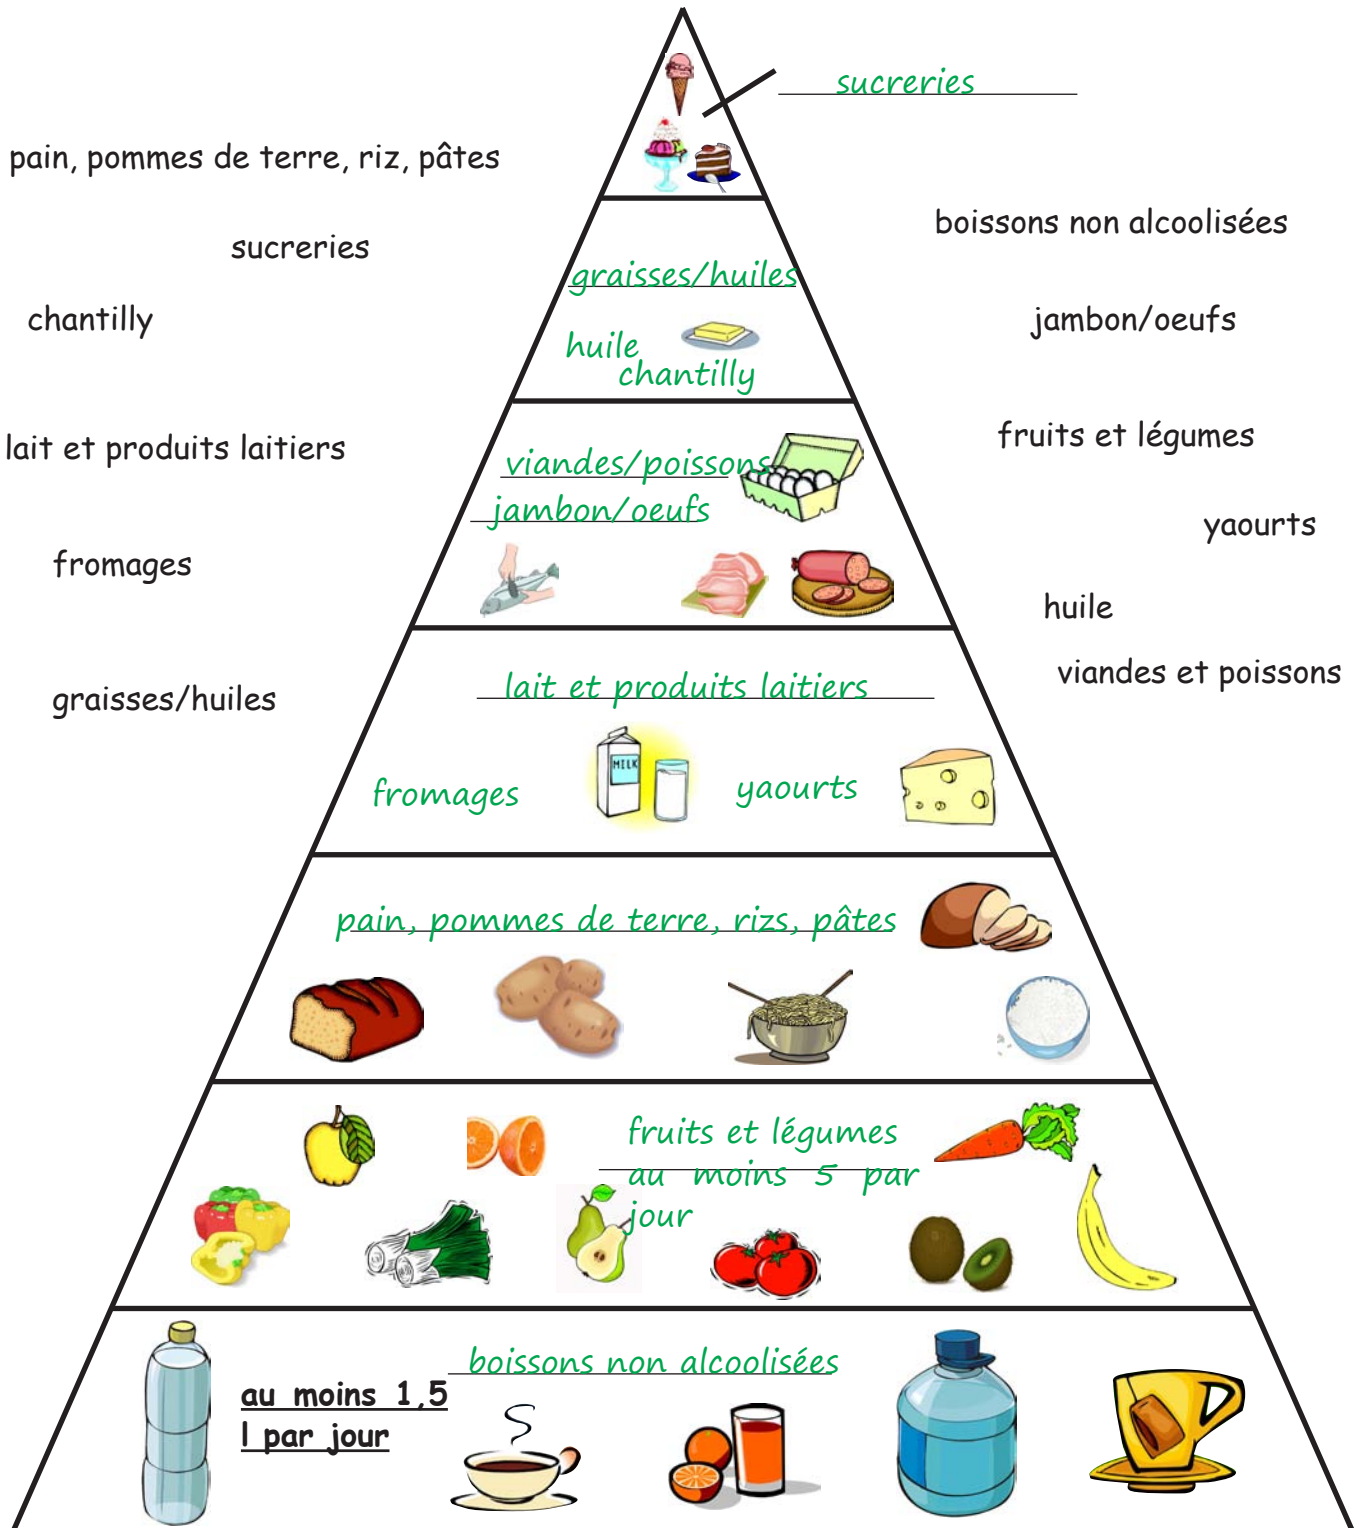 sucreries
pain, pommes de terre, riz, pâtes
boissons non alcoolisées
sucreries
graisses/huiles
chantilly
jambon/oeufs
huile
chantilly
fruits et légumes
lait et produits laitiers
viandes/poissons
jambon/oeufs
yaourts
fromages
huile
viandes et poissons
graisses/huiles
lait et produits laitiers
MILK
fromages
yaourts
pain, pommes de terre, rizs, pâtes
fruits et légumes
au moins 5 par
jour
boissons non alcoolisées
au moins 1,5
l par jour